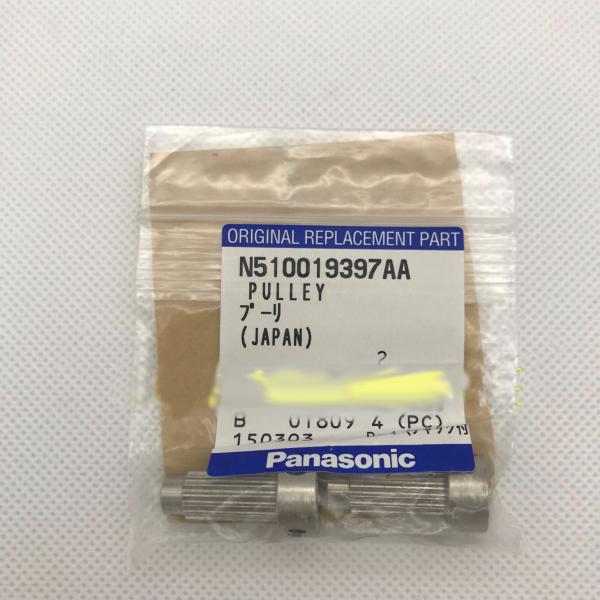 ORIGINAL REPLACEMENT PART
N510019397AA
PULLEY
プーリ
(JAPAN)
2
B 01809 4 (PC)
150303
Panasonic